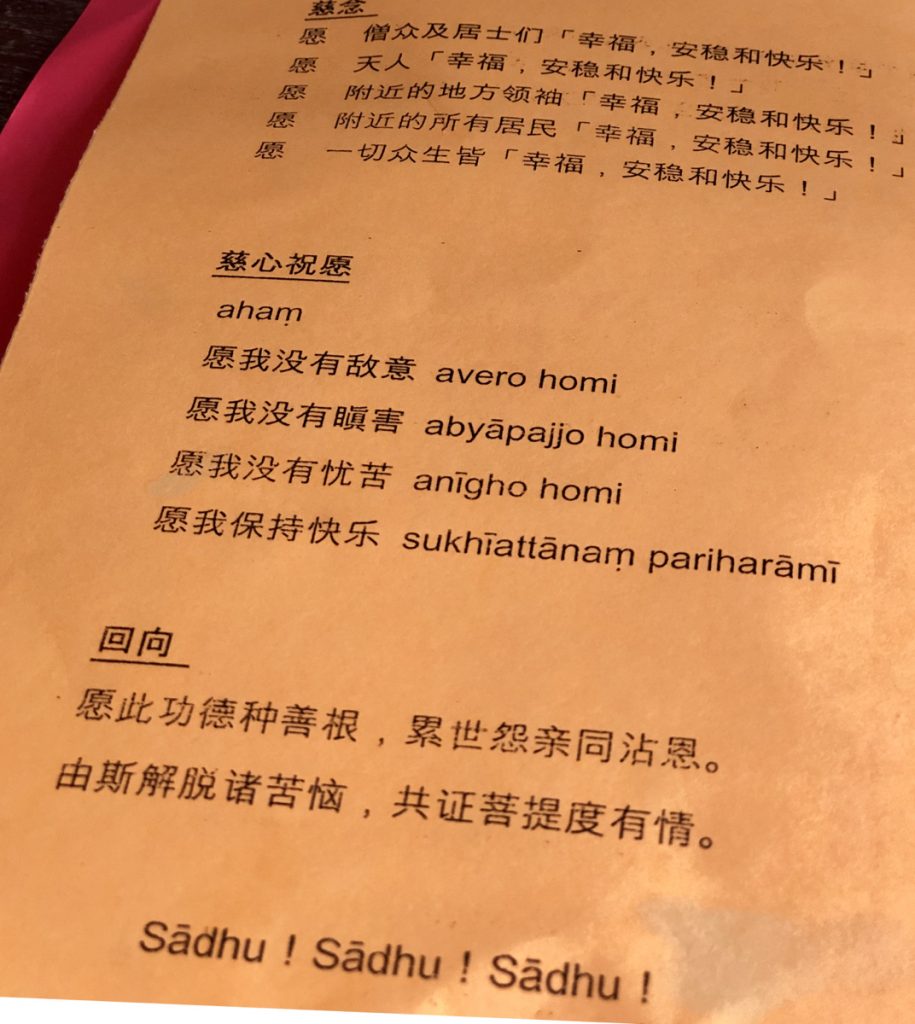 慈念
愿 僧众及居士们「幸福，安稳和快乐！」
愿 天人「幸福，安稳和快乐！」
愿 附近的地方领袖「幸福，安稳和快乐！」
愿 附近的所有居民「幸福，安稳和快乐！」
愿 一切众生皆「幸福，安稳和快乐！」
慈心祝愿
ahaṃ
愿我没有敌意 avero homi
愿我没有瞋害 abyāpajjo homi
愿我没有忧苦 anīgho homi
愿我保持快乐 sukhīattānaṃ pariharāmī
回向
愿此功德种善根，累世怨亲同沾恩。
由斯解脱诸苦恼，共证菩提度有情。
Sādhu！Sādhu！Sādhu！